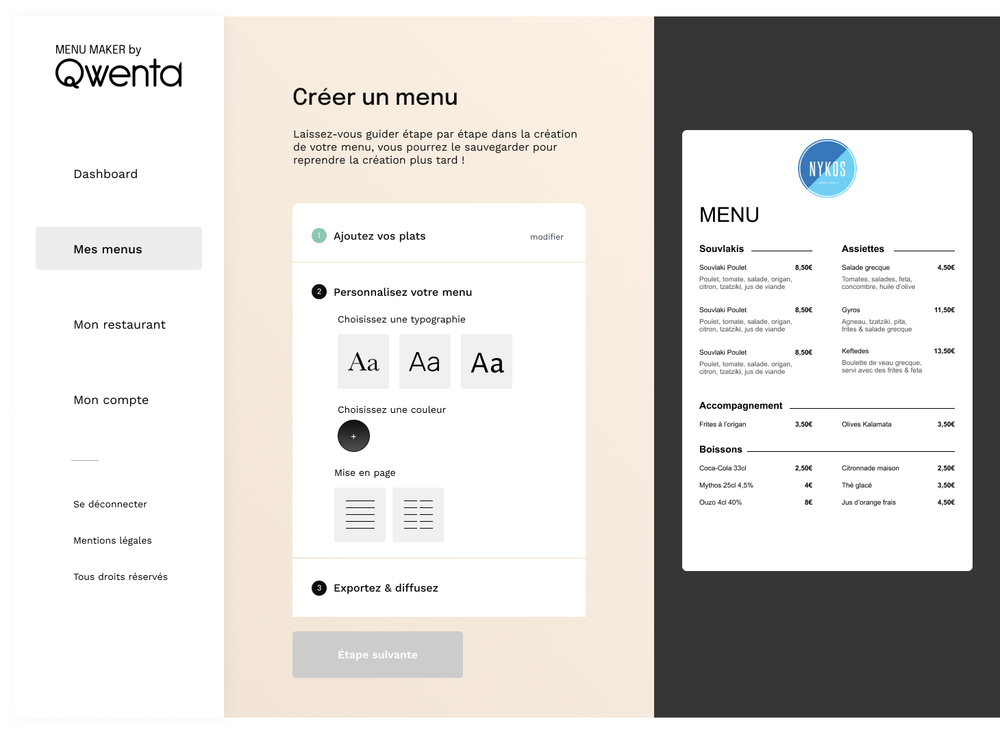 MENU MAKER by
Qwenta
Dashboard
Mes menus
Mon restaurant
Mon compte
Se déconnecter
Mentions légales
Tous droits réservés
Créer un menu
Laissez-vous guider étape par étape dans la création
de votre menu, vous pourrez le sauvegarder pour
reprendre la création plus tard !
1 Ajoutez vos plats modifier
2 Personnalisez votre menu
Choisissez une typographie
Aa Aa Aa
Choisissez une couleur
+
Mise en page
3 Exportez & diffusez
Étape suivante
NYKOS
MENU
Souvlakis
Souvlaki Poulet 8,50€
Poulet, tomate, salade, origan,
citron, tzatziki, jus de viande
Souvlaki Poulet 8,50€
Poulet, tomate, salade, origan,
citron, tzatziki, jus de viande
Souvlaki Poulet 8,50€
Poulet, tomate, salade, origan,
citron, tzatziki, jus de viande
Assiettes
Salade grecque 4,50€
Tomates, salades, feta,
concombre, huile d'olive
Gyros 11,50€
Agneau, tzatziki, pita,
frites & salade grecque
Keftedes 13,50€
Boulette de veau grecque,
servi avec des frites & feta
Accompagnement
Frites à l'origan 3,50€ Olives Kalamata 3,50€
Boissons
Coca-Cola 33cl 2,50€ Citronnade maison 2,50€
Mythos 25cl 4,5% 4€ Thé glacé 3,50€
Ouzo 4cl 40% 8€ Jus d'orange frais 4,50€